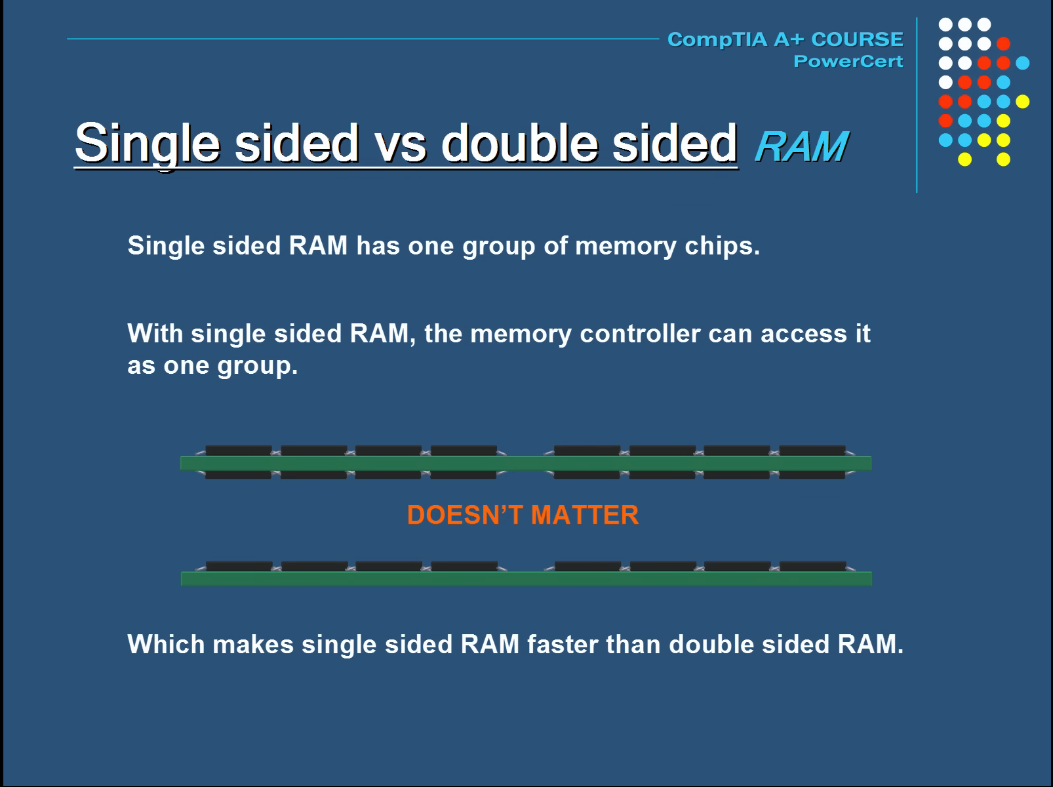 CompTIA A+ COURSE
PowerCert
Single sided vs double sided RAM
Single sided RAM has one group of memory chips.
With single sided RAM, the memory controller can access it
as one group.
DOESN'T MATTER
Which makes single sided RAM faster than double sided RAM.